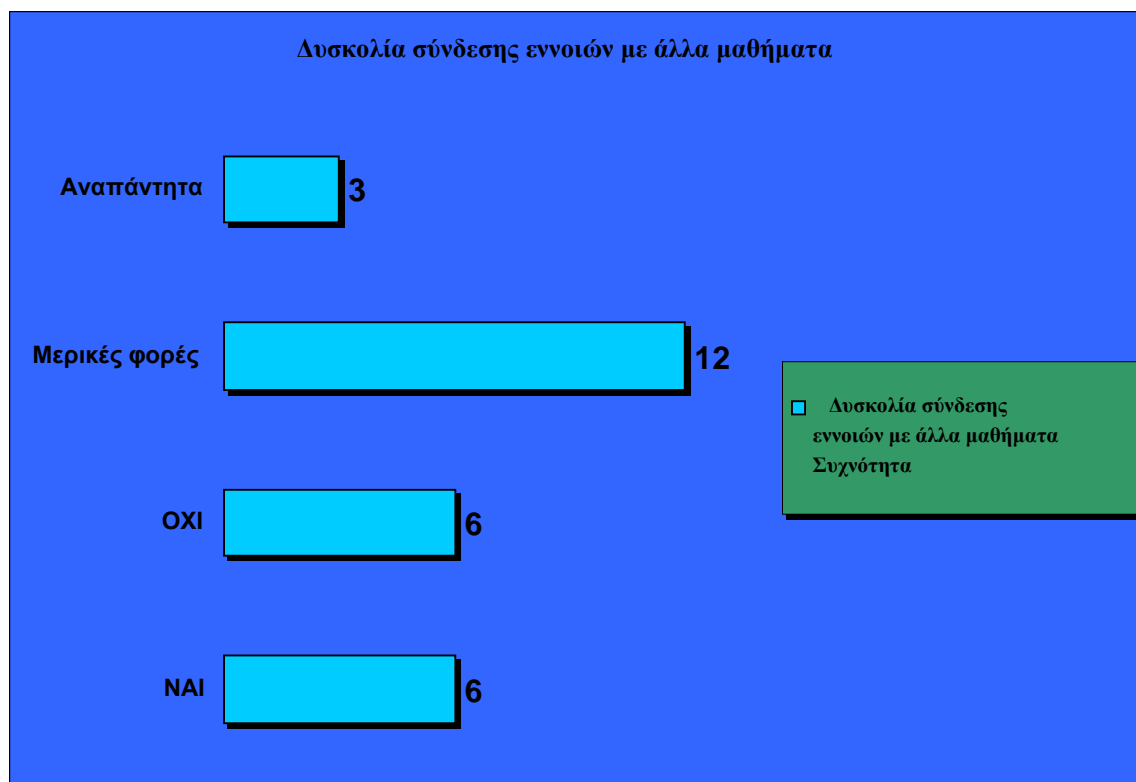 Δυσκολία σύνδεσης εννοιών με άλλα μαθήματα
Αναπάντητα
3
Μερικές φορές
12
Δυσκολία σύνδεσης
εννοιών με άλλα μαθήματα
Συχνότητα
ΟΧΙ
6
ΝΑΙ
6